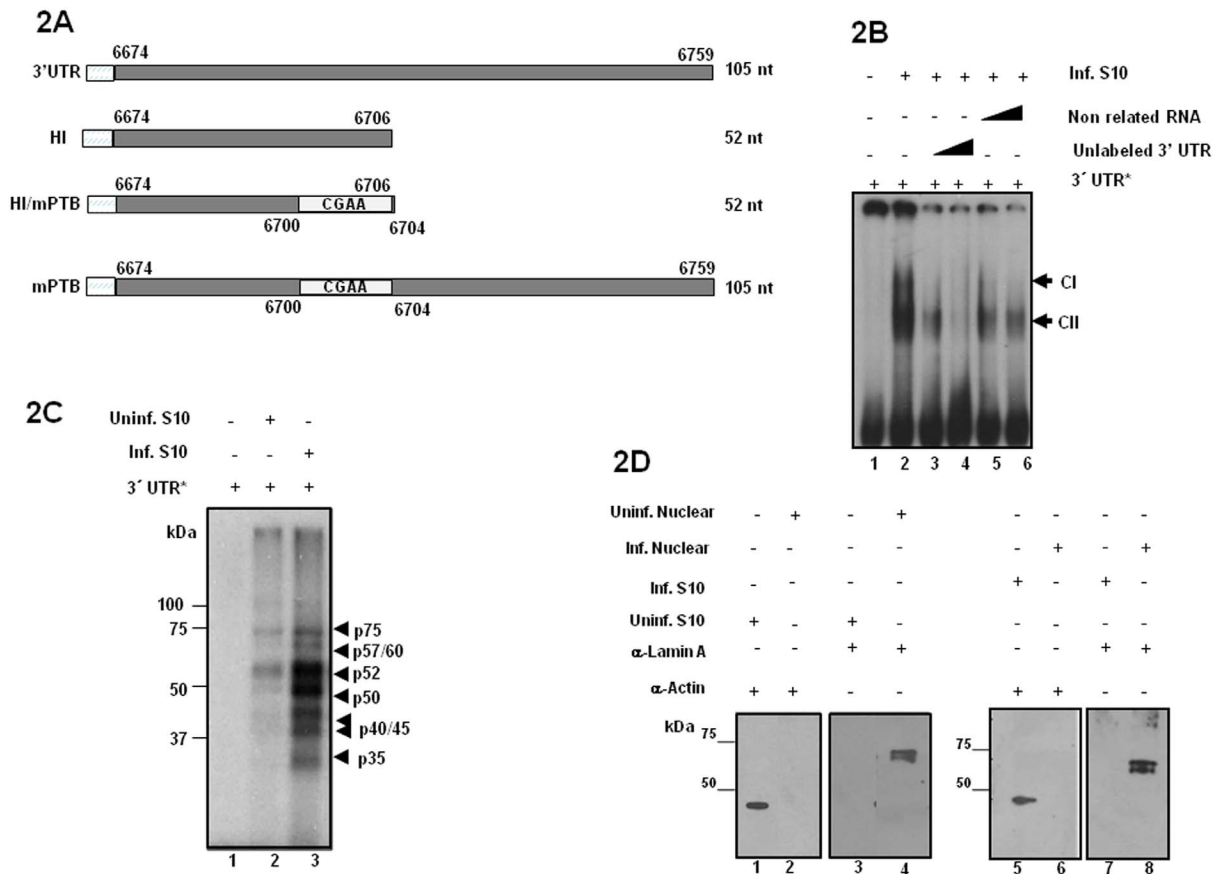 2A
6674 6759
3'UTR 105 nt
6674 6706
HI 52 nt
6674 6706
HI/mPTB CGAA 52 nt
6700 6704
6674 6759
mPTB CGAA 105 nt
6700 6704
2B
- + + + + + Inf. S10
- - - - Non related RNA
- - - - Unlabeled 3' UTR
+ + + + + + 3´ UTR*
CI
CII
1 2 3 4 5 6
2C
Uninf. S10 - + -
Inf. S10 - - +
3´ UTR* + + +
kDa
100
75
50
37
p75
p57/60
p52
p50
p40/45
p35
1 2 3
2D
Uninf. Nuclear - + - + - - - -
Inf. Nuclear - - - - - + - +
Inf. S10 - - - - + - + -
Uninf. S10 + - + - - - - -
α-Lamin A - - + + - - + +
α-Actin + + - - + + - -
kDa
75
50
75
50
1 2 3 4 5 6 7 8